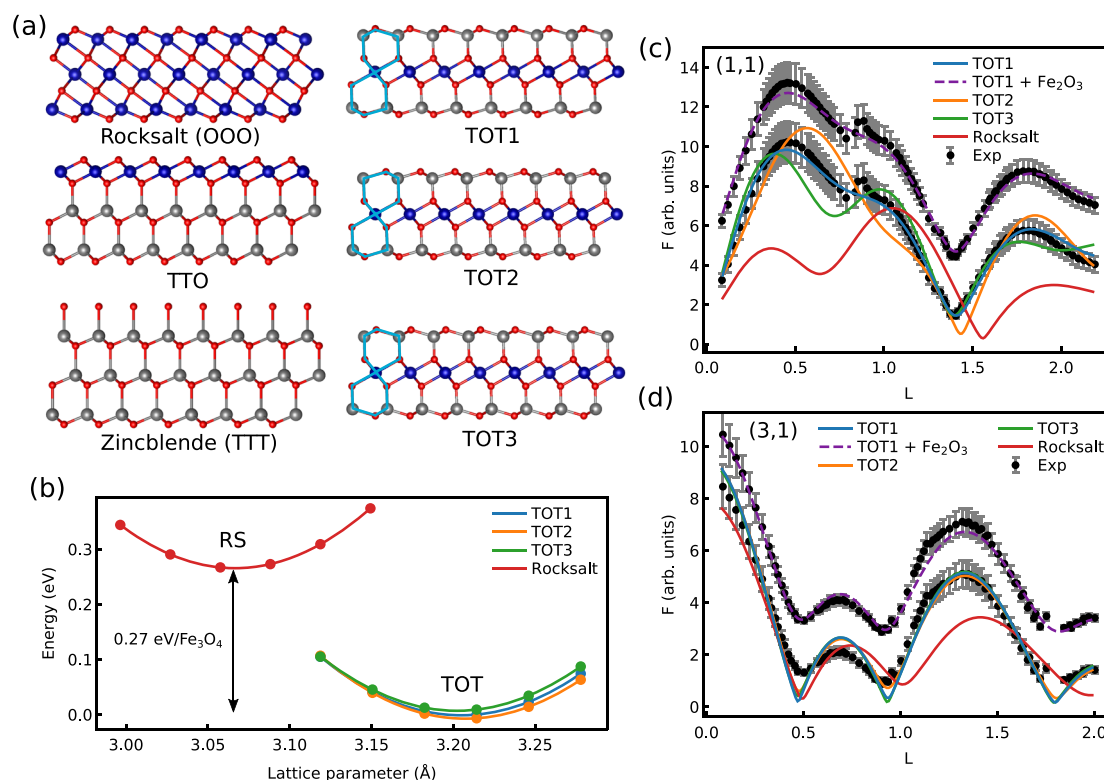 (a)
Rocksalt (OOO)
TOT1
TTO
TOT2
Zincblende (TTT)
TOT3
(b)
0.3
0.1
0.0
Energy (eV)
RS
0.27 eV/Fe₃O₄
TOT
TOT1
TOT2
TOT3
Rocksalt
3.00 3.05 3.10 3.15 3.20 3.25
Lattice parameter (Å)
(c)
(1,1)
TOT1
TOT1 + Fe₂O₃
TOT2
TOT3
Rocksalt
Exp
14
12
10
8
6
4
2
0
F (arb. units)
0.0 0.5 1.0 1.5 2.0
L
(d)
(3,1)
TOT1
TOT1 + Fe₂O₃
TOT2
TOT3
Rocksalt
Exp
10
8
6
4
2
0
F (arb. units)
0.0 0.5 1.0 1.5 2.0
L